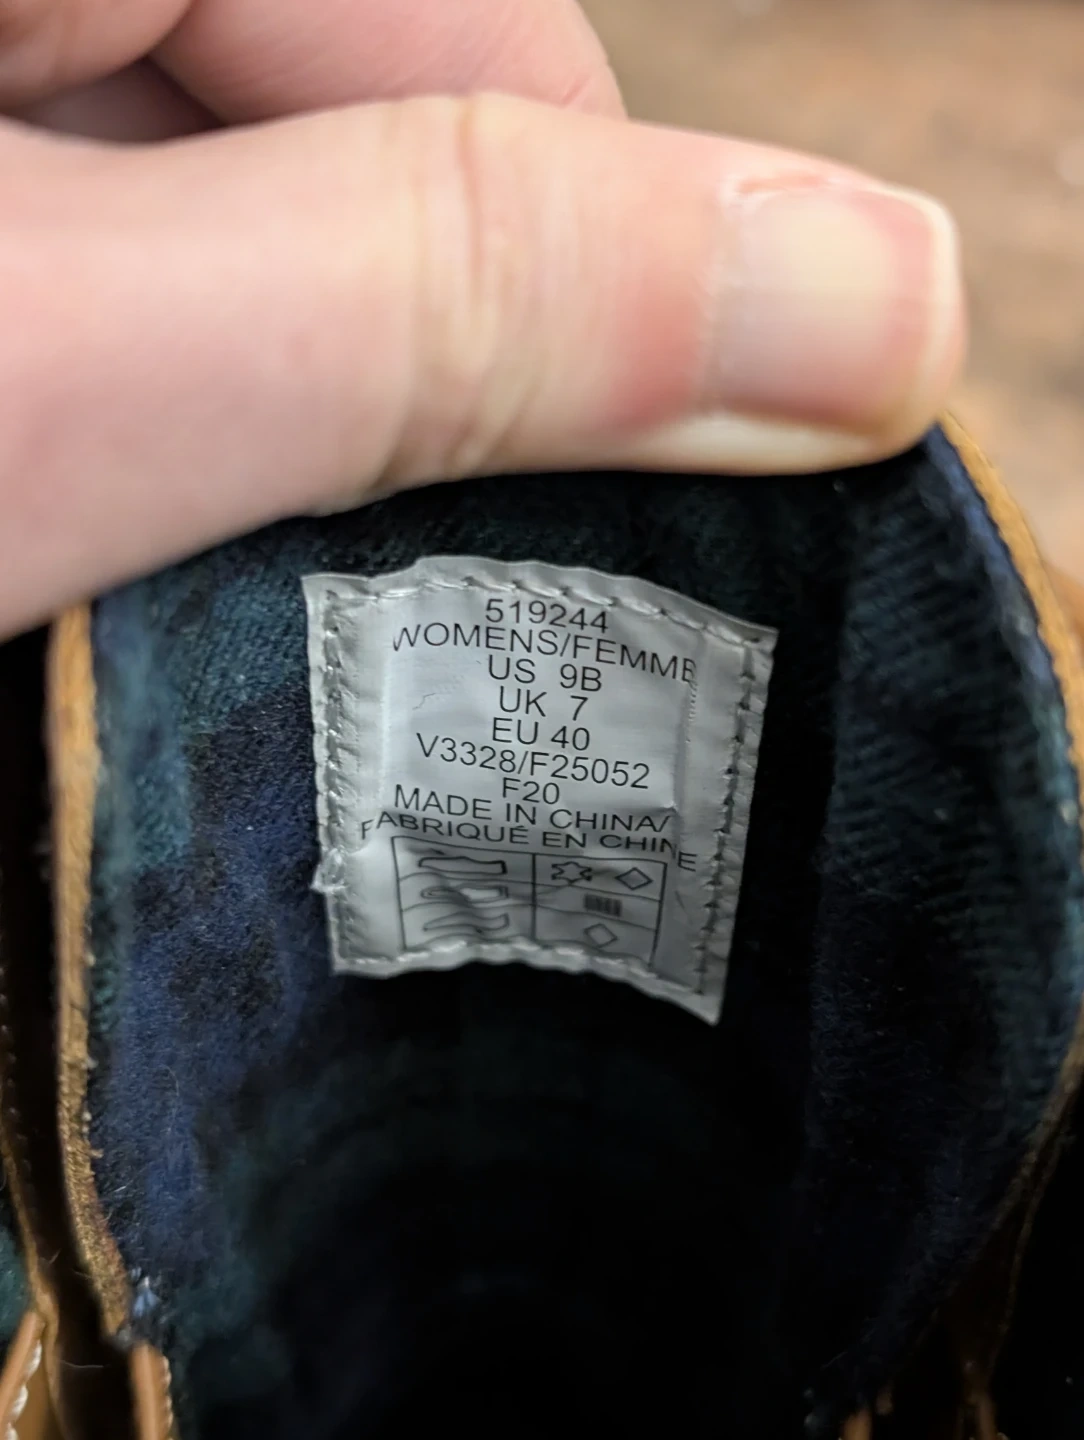 519244
WOMENS/FEMME
US 9B
UK 7
EU 40
V3328/F25052
F20
MADE IN CHINA/
FABRIQUÉ EN CHINE